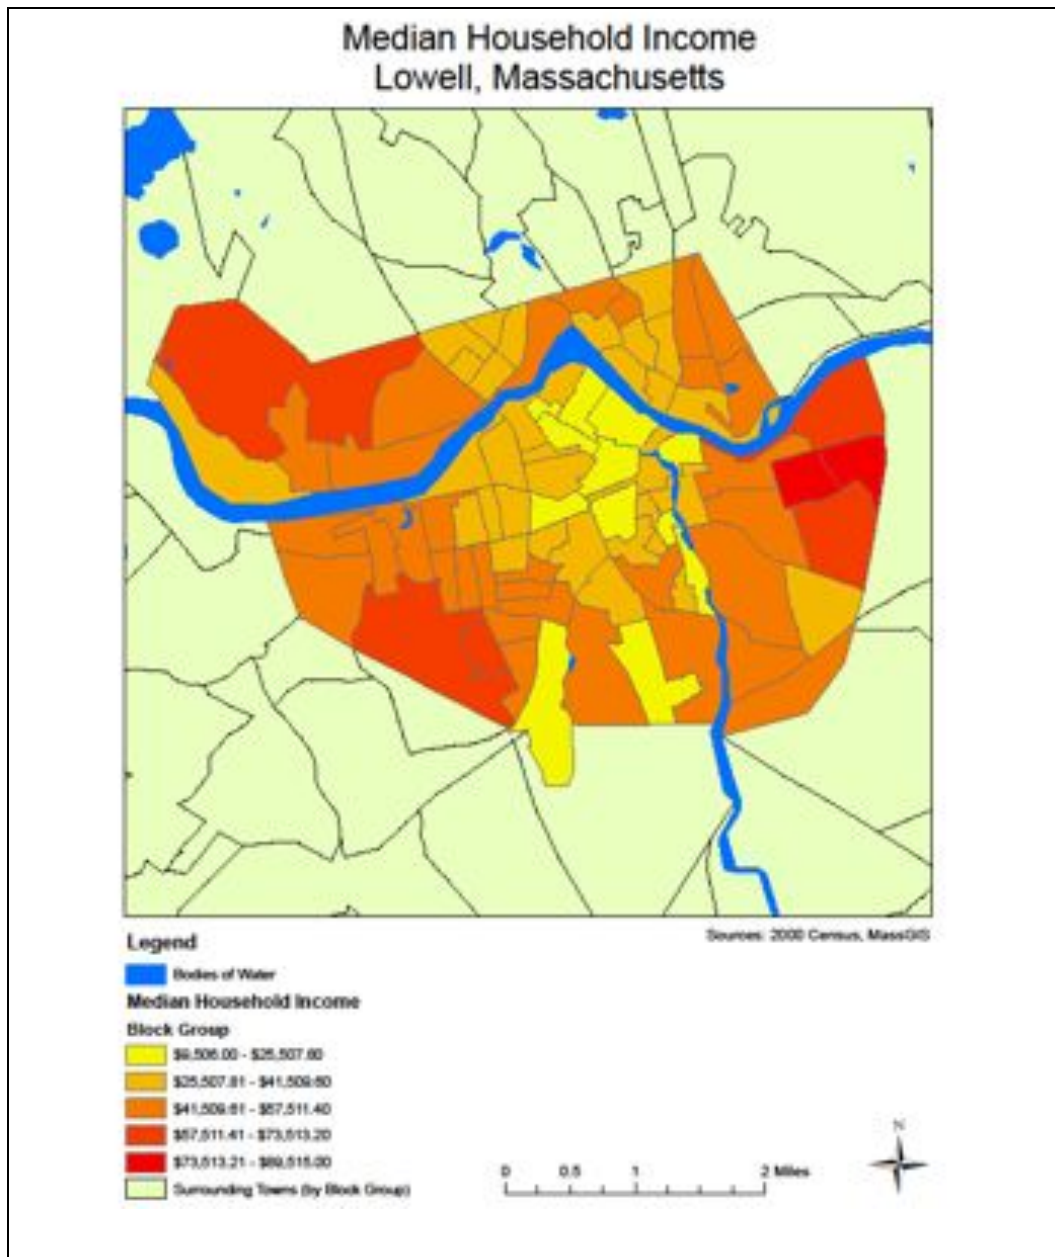 Median Household Income
Lowell, Massachusetts
Sources: 2000 Census, MassGIS
Legend
Bodies of Water
Median Household Income
Block Group
$9,506.00 - $25,507.80
$25,507.81 - $41,509.60
$41,509.61 - $57,511.40
$57,511.41 - $73,513.20
$73,513.21 - $89,515.00
Surrounding Towns (by Block Group)
0 0.5 1 2 Miles
N